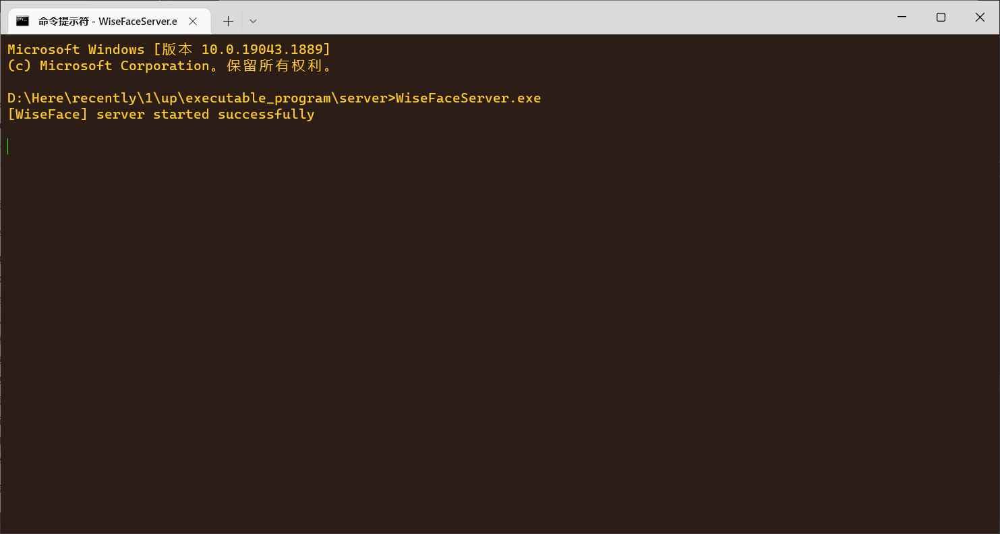 命令提示符 - WiseFaceServer.e
Microsoft Windows [版本 10.0.19043.1889]
(c) Microsoft Corporation。保留所有权利。
D:\Here\recently\1\up\executable_program\server>WiseFaceServer.exe
[WiseFace] server started successfully